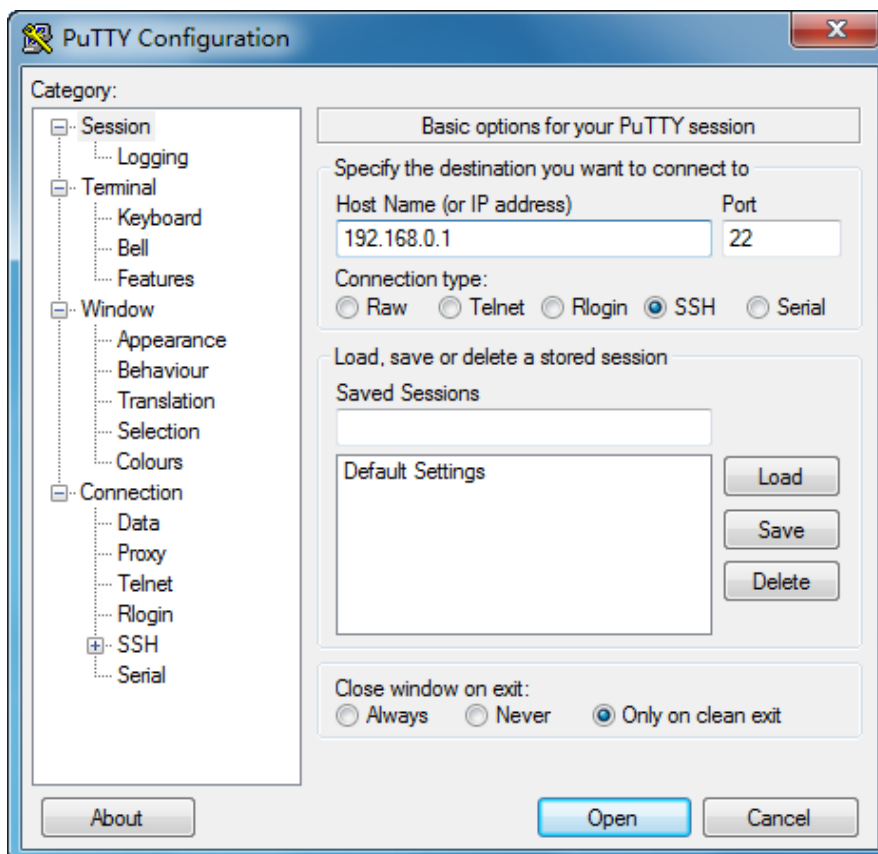 PuTTY Configuration
Category:
Session
Logging
Terminal
Keyboard
Bell
Features
Window
Appearance
Behaviour
Translation
Selection
Colours
Connection
Data
Proxy
Telnet
Rlogin
SSH
Serial
Basic options for your PuTTY session
Specify the destination you want to connect to
Host Name (or IP address) Port
192.168.0.1 22
Connection type:
Raw Telnet Rlogin SSH Serial
Load, save or delete a stored session
Saved Sessions
Default Settings
Load
Save
Delete
Close window on exit:
Always Never Only on clean exit
About Open Cancel